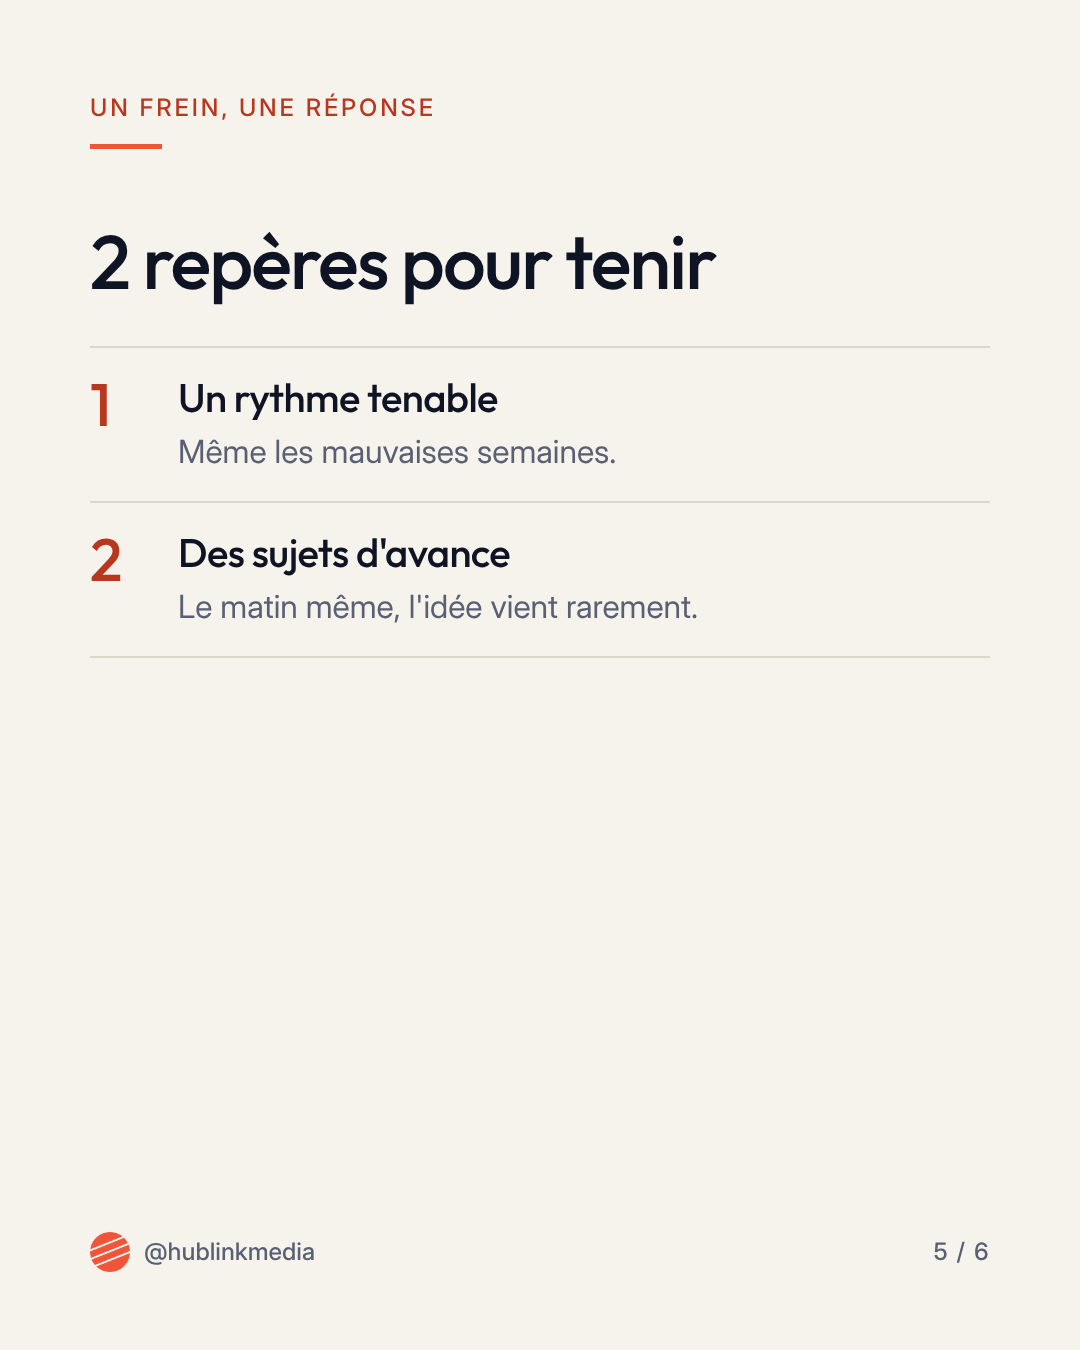 UN FREIN, UNE RÉPONSE
2 repères pour tenir
1 Un rythme tenable
Même les mauvaises semaines.
2 Des sujets d'avance
Le matin même, l'idée vient rarement.
@hublinkmedia 5 / 6